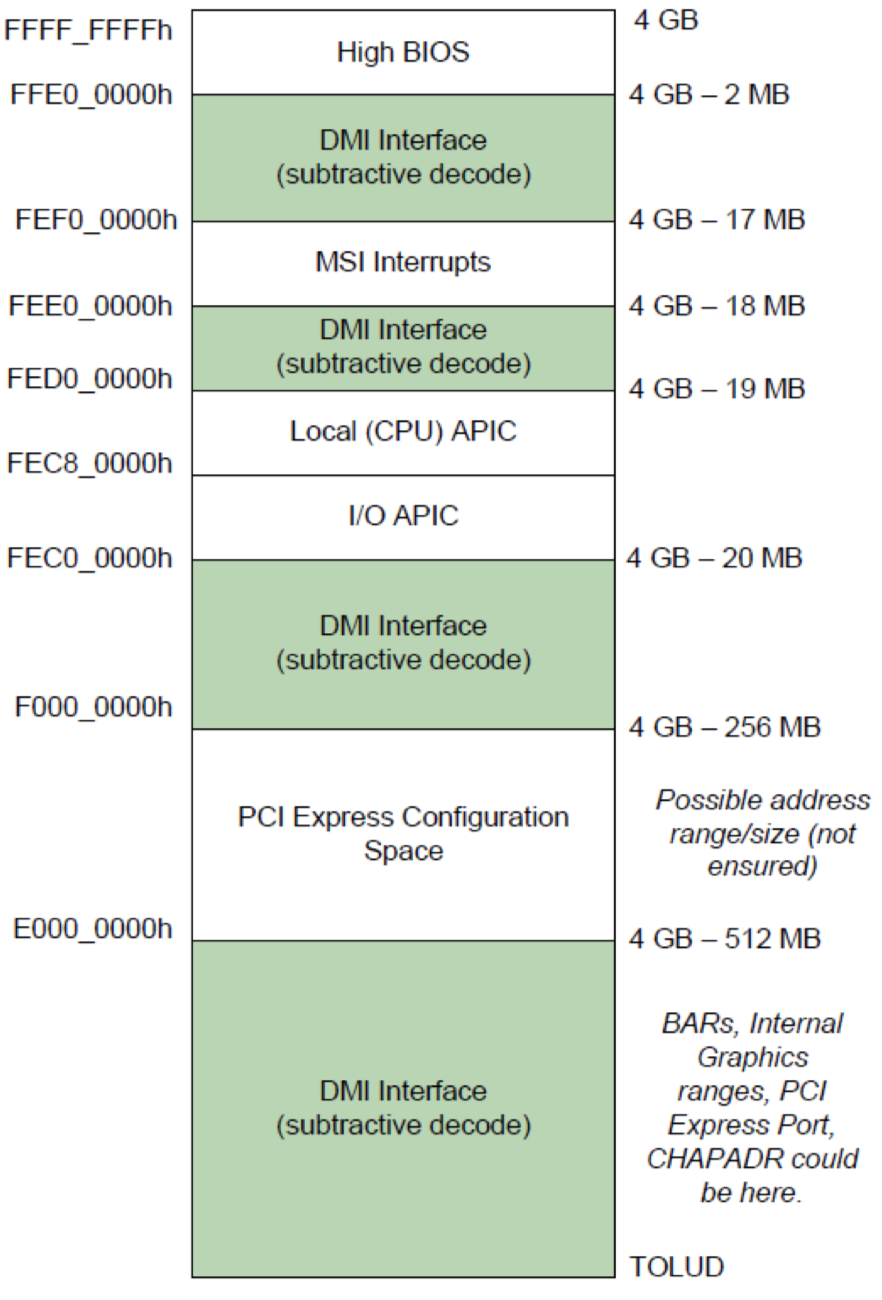 FFFF_FFFFh
4 GB
High BIOS
FFE0_0000h
4 GB – 2 MB
DMI Interface
(subtractive decode)
FEF0_0000h
4 GB – 17 MB
MSI Interrupts
FEE0_0000h
4 GB – 18 MB
DMI Interface
(subtractive decode)
FED0_0000h
4 GB – 19 MB
Local (CPU) APIC
FEC8_0000h
I/O APIC
FEC0_0000h
4 GB – 20 MB
DMI Interface
(subtractive decode)
F000_0000h
4 GB – 256 MB
PCI Express Configuration
Space
Possible address
range/size (not
ensured)
E000_0000h
4 GB – 512 MB
DMI Interface
(subtractive decode)
BARs, Internal
Graphics
ranges, PCI
Express Port,
CHAPADR could
be here.
TOLUD